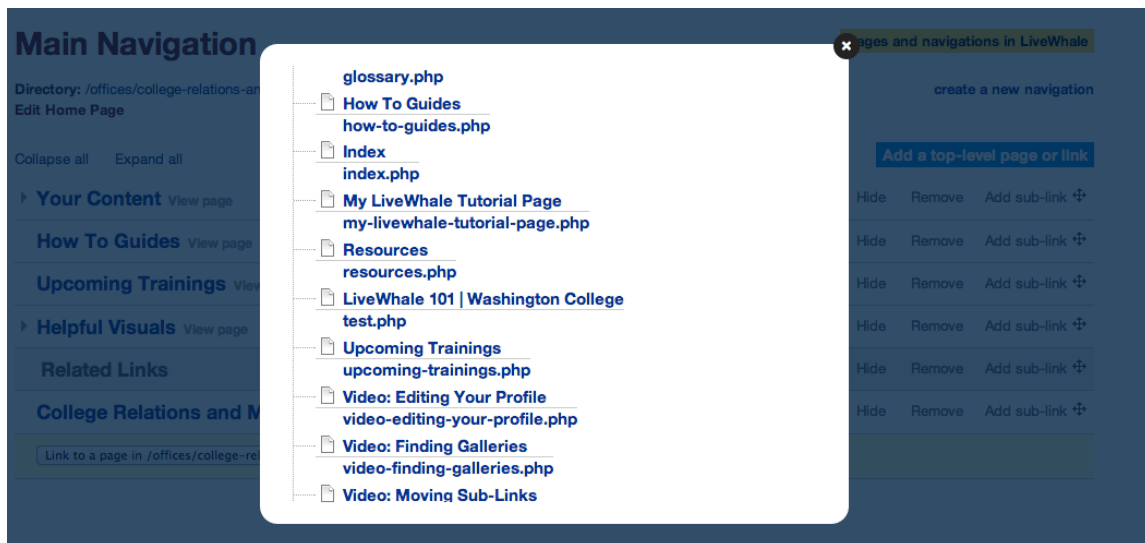 Main Navigation
ages and navigations in LiveWhale
Directory: /offices/college-relations-an
create a new navigation
Edit Home Page
Collapse all Expand all
Add a top-level page or link
Your Content View page
Hide Remove Add sub-link
How To Guides View page
Hide Remove Add sub-link
Upcoming Trainings View
Hide Remove Add sub-link
Helpful Visuals View page
Hide Remove Add sub-link
Related Links
Hide Remove Add sub-link
College Relations and M
Hide Remove Add sub-link
Link to a page in /offices/college-rel
glossary.php
How To Guides
how-to-guides.php
Index
index.php
My LiveWhale Tutorial Page
my-livewhale-tutorial-page.php
Resources
resources.php
LiveWhale 101 | Washington College
test.php
Upcoming Trainings
upcoming-trainings.php
Video: Editing Your Profile
video-editing-your-profile.php
Video: Finding Galleries
video-finding-galleries.php
Video: Moving Sub-Links